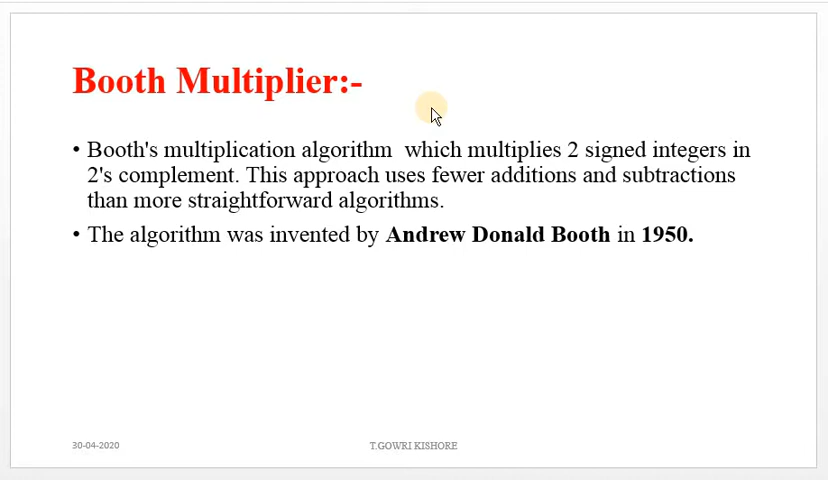 Booth Multiplier:-
• Booth's multiplication algorithm which multiplies 2 signed integers in
2's complement. This approach uses fewer additions and subtractions
than more straightforward algorithms.
• The algorithm was invented by Andrew Donald Booth in 1950.
30-04-2020
T.GOWRI KISHORE